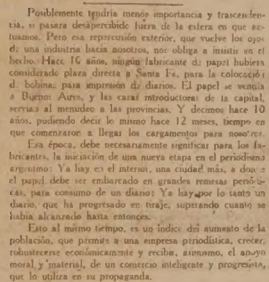 Posiblemente tendría menor importancia y trascenden-
cia, si pasara desapercibido fuera de la esfera en que ac-
tuamos. Pero esa repercusión exterior, que vuelve los ojos
de una industria hacia nosotros, nos obliga a insistir en el
hecho. Hace 10 años, ningún fabricante de papel hubiera
considerado plaza directa a Santa Fe, para la colocación
de bobinas para impresión de diarios. El papel se vendía
a Buenos Aires, y las casas introductoras de la capital,
servían al menudeo a las provincias. Y decimos hace 10
años, pudiendo decir lo mismo hace 12 meses, tiempo en
que comenzaron a llegar los cargamentos para nosotros.
Esa época, debe necesariamente significar para los fa-
bricantes, la iniciación de una nueva etapa en el periodismo
argentino: Ya hay en el interior, una ciudad más, a donde
el papel debe ser embarcado en grandes remesas periódi-
cas, para consumo de un diario: Ya hay por lo tanto un
diario, que ha progresado en tiraje, superando cuanto se
había alcanzado hasta entonces.
Esto al mismo tiempo, es un índice del aumento de la
población, que permite a una empresa periodística, crecer,
robustecerse económicamente y recibir, asimismo, el apoyo
moral y material, de un comercio inteligente y progresista,
que lo utiliza en su propaganda.